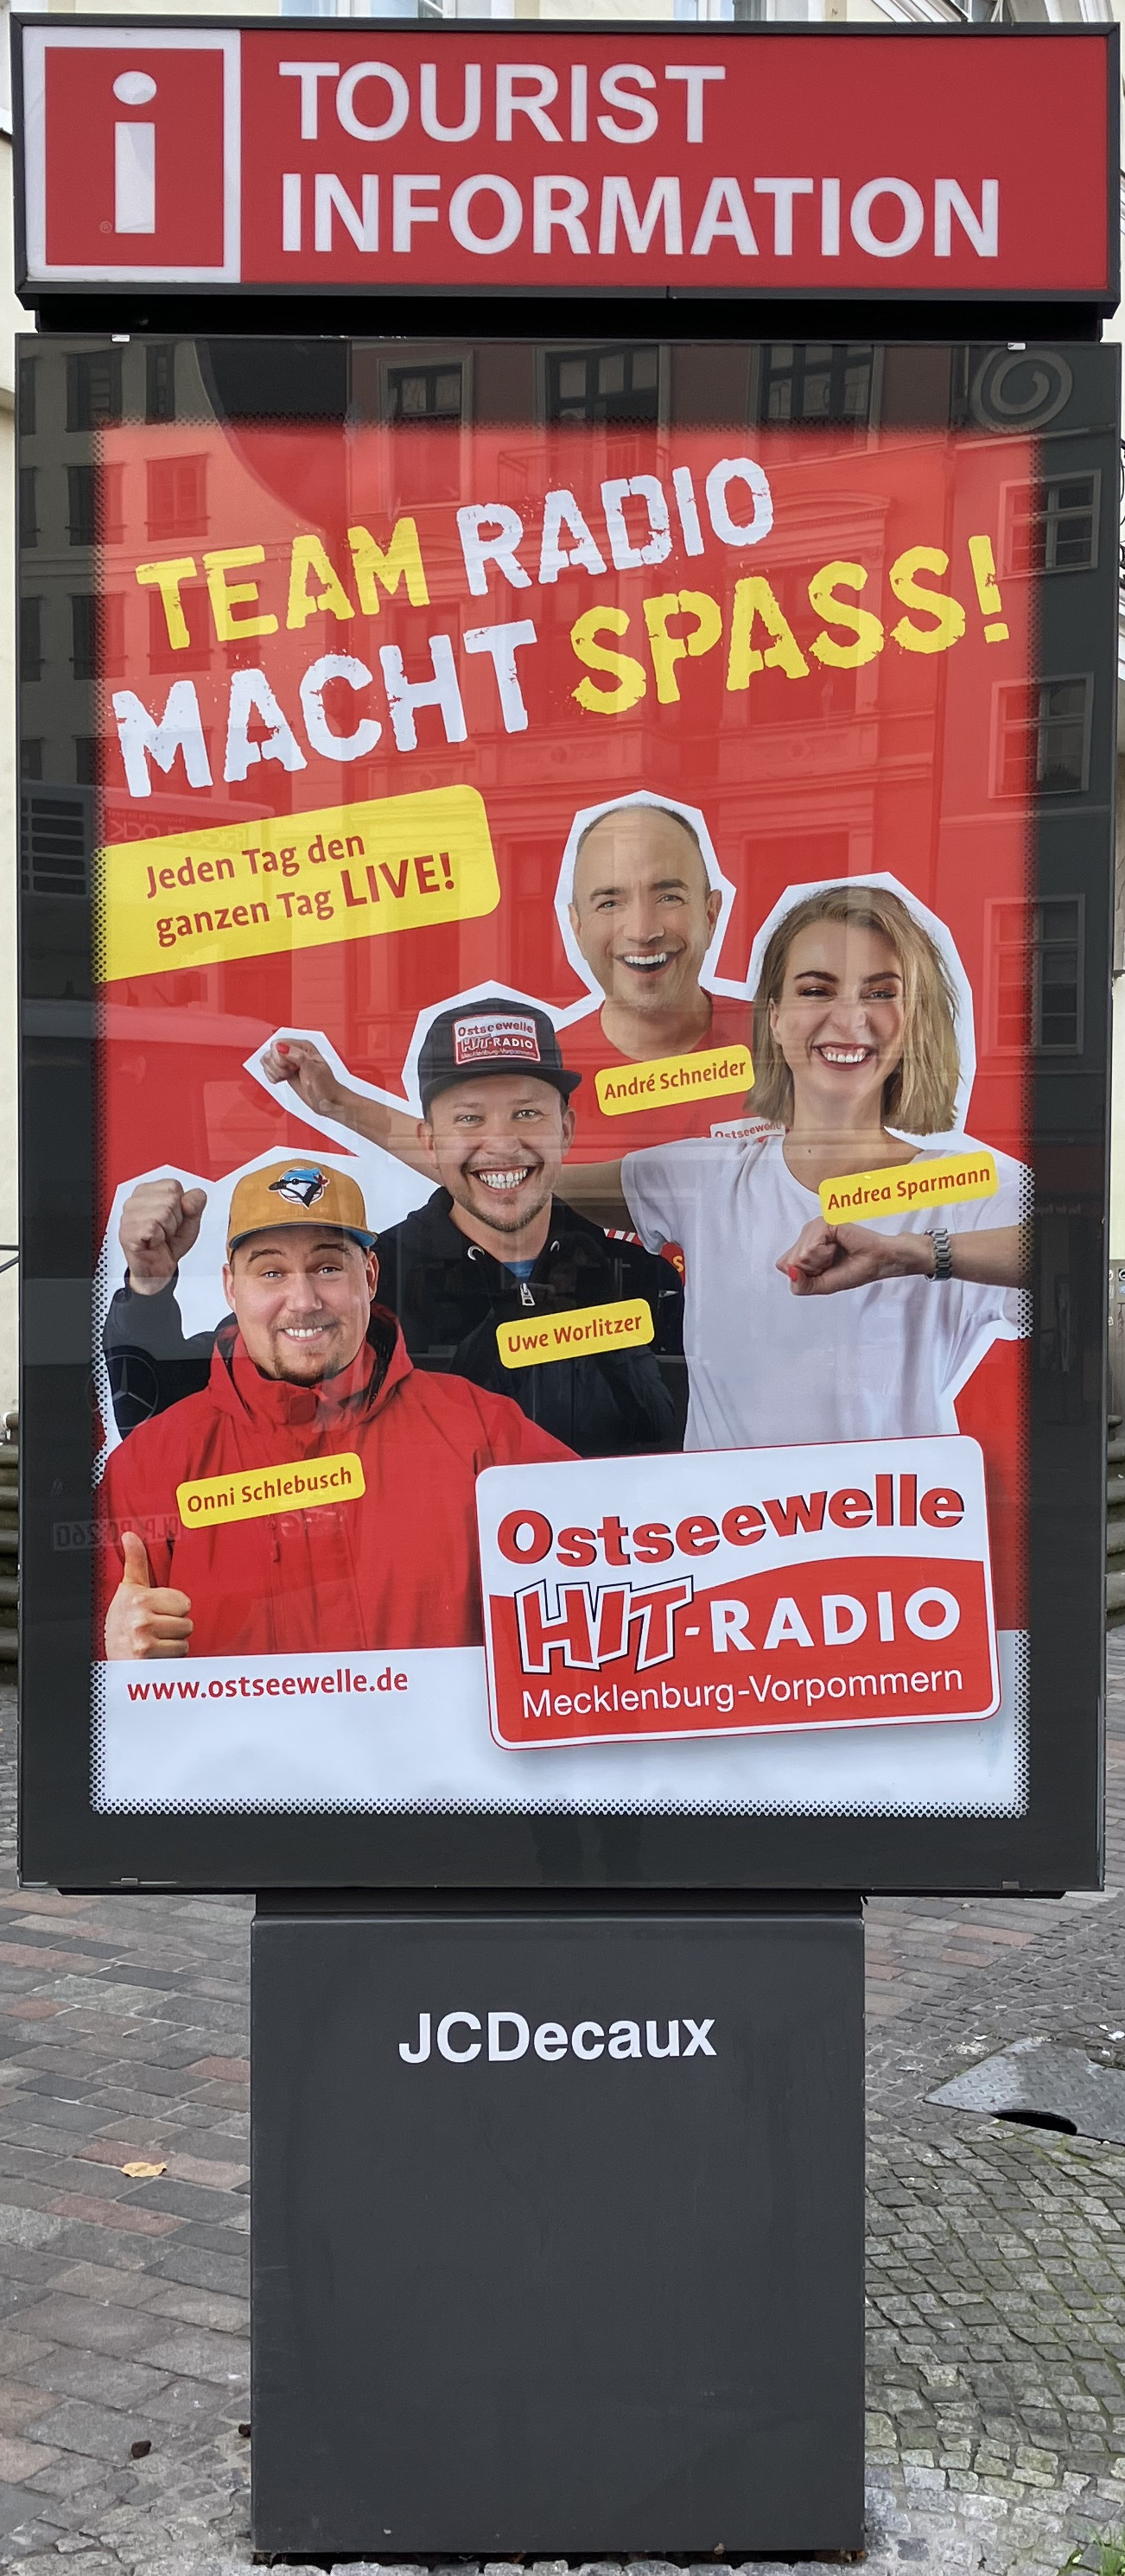 i
®
TOURIST
INFORMATION
TEAM RADIO
MACHT SPASS!
Jeden Tag den
ganzen Tag LIVE!
Ostseewelle
HIT-RADIO
Mecklenburg-Vorpommern
André Schneider
Ostseewelle
Andrea Sparmann
Uwe Worlitzer
Onni Schlebusch
Ostseewelle
HIT-RADIO
Mecklenburg-Vorpommern
www.ostseewelle.de
JCDecaux